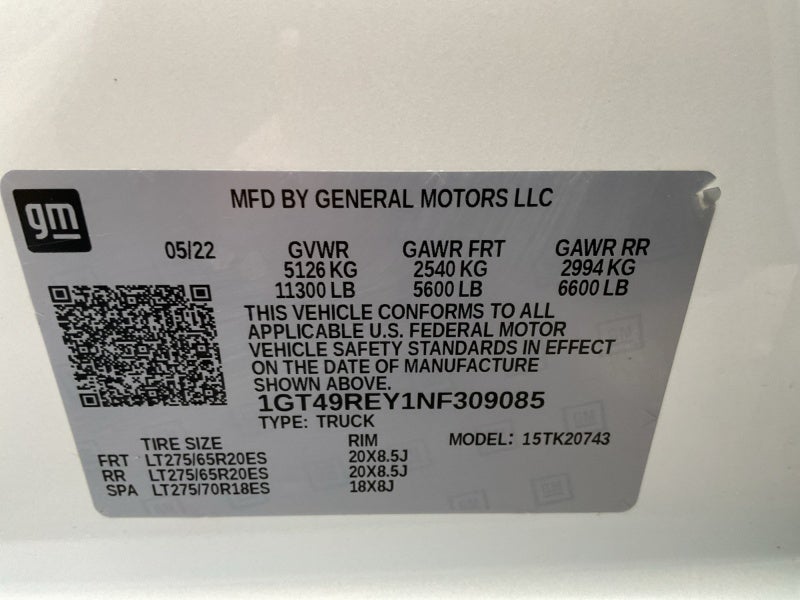 gm
MFD BY GENERAL MOTORS LLC
05/22 GVWR GAWR FRT GAWR RR
5126 KG 2540 KG 2994 KG
11300 LB 5600 LB 6600 LB
THIS VEHICLE CONFORMS TO ALL
APPLICABLE U.S. FEDERAL MOTOR
VEHICLE SAFETY STANDARDS IN EFFECT
ON THE DATE OF MANUFACTURE
SHOWN ABOVE.
1GT49REY1NF309085
TYPE: TRUCK
TIRE SIZE RIM MODEL: 15TK20743
FRT LT275/65R20ES 20X8.5J
RR LT275/65R20ES 20X8.5J
SPA LT275/70R18ES 18X8J